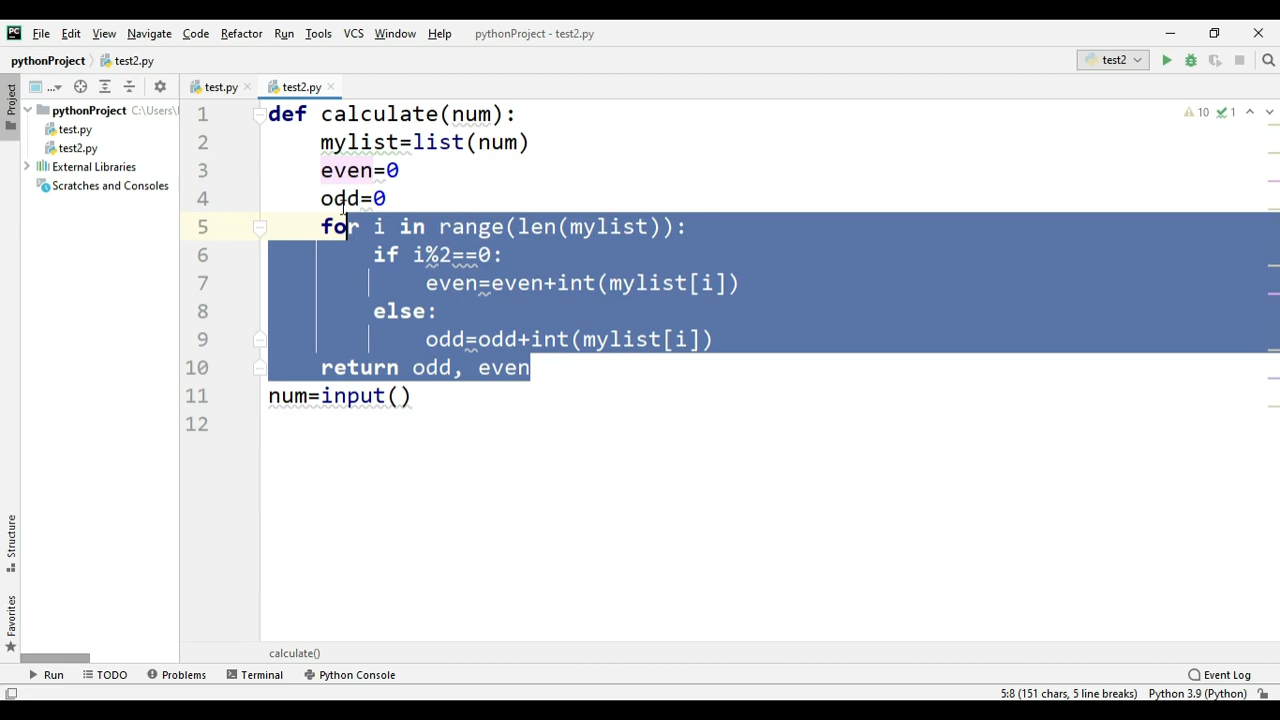 PC File Edit View Navigate Code Refactor Run Tools VCS Window Help pythonProject - test2.py
pythonProject test2.py test2
Project ... test.py test2.py
pythonProject C:\Users\
test.py
test2.py
External Libraries
Scratches and Consoles
10 1
1 def calculate(num):
2 mylist=list(num)
3 even=0
4 odd=0
5 for i in range(len(mylist)):
6 if i%2==0:
7 even=even+int(mylist[i])
8 else:
9 odd=odd+int(mylist[i])
10 return odd, even
11 num=input()
12
Structure
Favorites
calculate()
Run TODO Problems Terminal Python Console Event Log
5:8 (151 chars, 5 line breaks) Python 3.9 (Python)